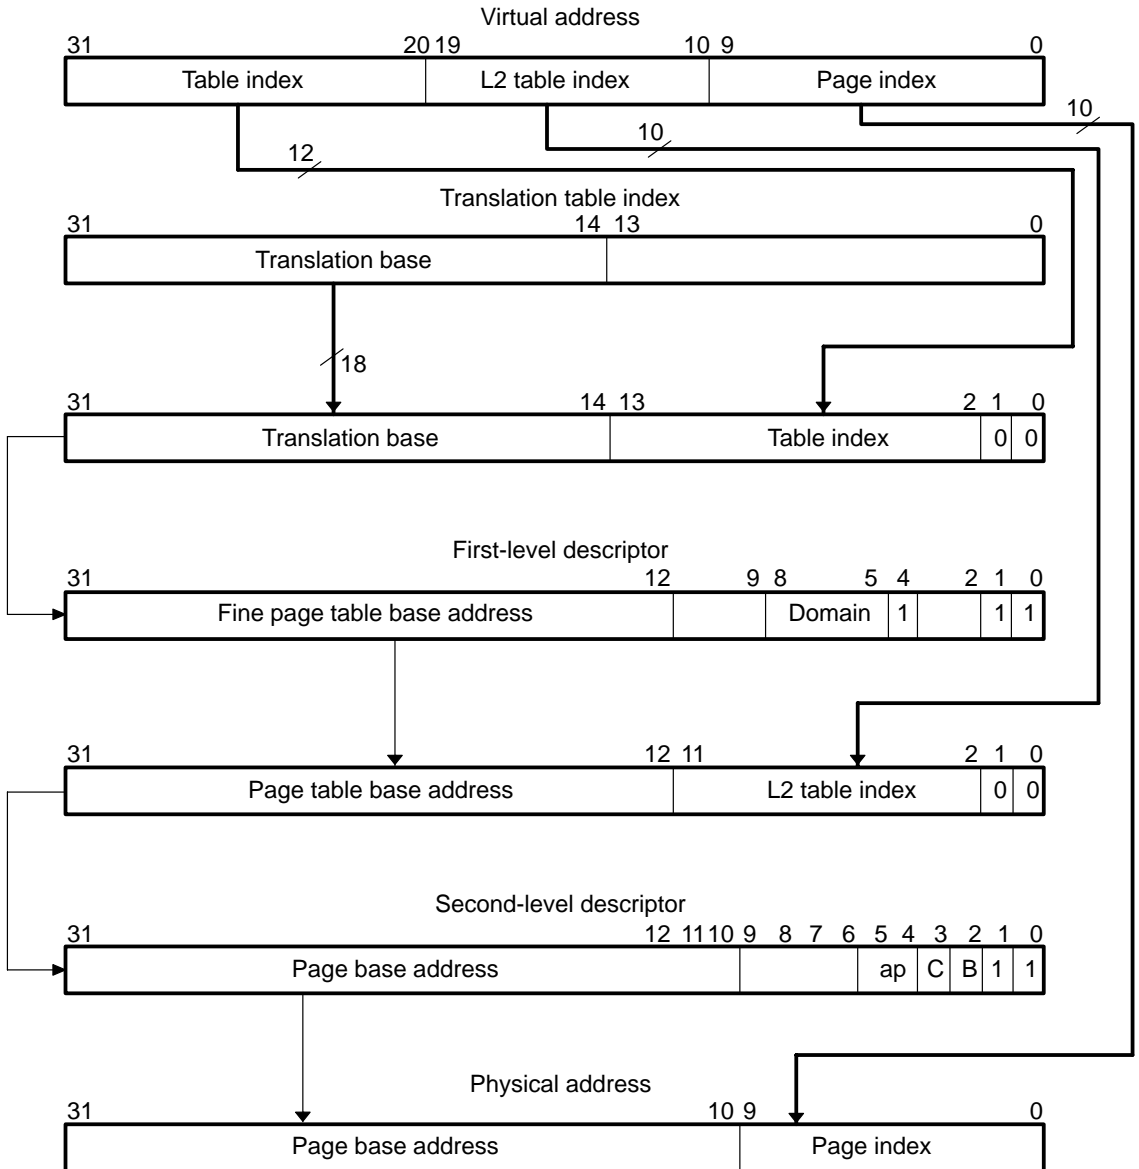 Virtual address
31 20 19 10 9 0
Table index L2 table index Page index
10
10
12
Translation table index
31 14 13 0
Translation base
18
31 14 13 2 1 0
Translation base Table index 0 0
First-level descriptor
31 12 9 8 5 4 2 1 0
Fine page table base address Domain 1 1 1
31 12 11 2 1 0
Page table base address L2 table index 0 0
Second-level descriptor
31 12 11 10 9 8 7 6 5 4 3 2 1 0
Page base address ap C B 1 1
Physical address
31 10 9 0
Page base address Page index